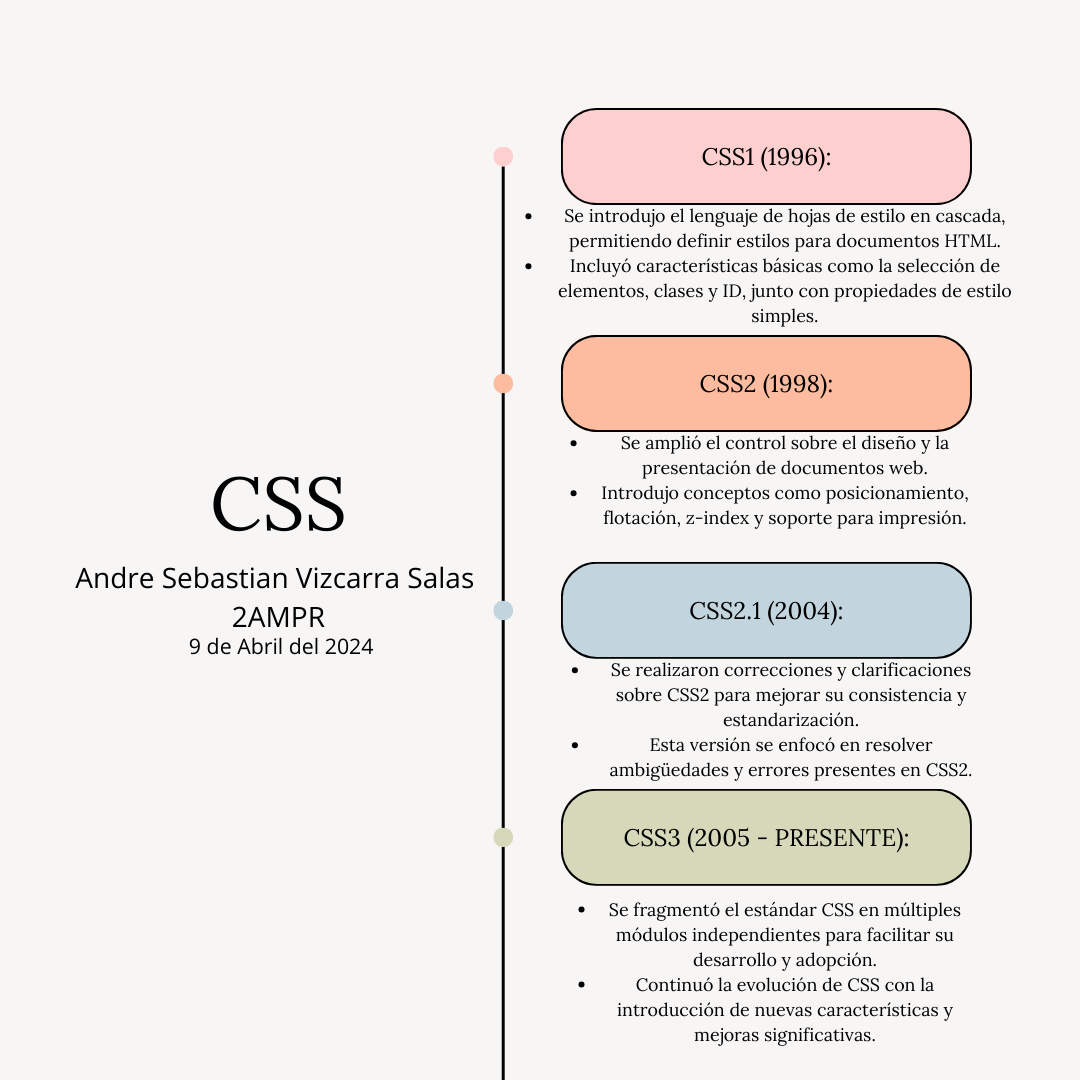 CSS
Andre Sebastian Vizcarra Salas
2AMPR
9 de Abril del 2024
CSS1 (1996):
• Se introdujo el lenguaje de hojas de estilo en cascada,
permitiendo definir estilos para documentos HTML.
• Incluyó características básicas como la selección de
elementos, clases y ID, junto con propiedades de estilo
simples.
CSS2 (1998):
• Se amplió el control sobre el diseño y la
presentación de documentos web.
• Introdujo conceptos como posicionamiento,
flotación, z-index y soporte para impresión.
CSS2.1 (2004):
• Se realizaron correcciones y clarificaciones
sobre CSS2 para mejorar su consistencia y
estandarización.
• Esta versión se enfocó en resolver
ambigüedades y errores presentes en CSS2.
CSS3 (2005 - PRESENTE):
• Se fragmentó el estándar CSS en múltiples
módulos independientes para facilitar su
desarrollo y adopción.
• Continuó la evolución de CSS con la
introducción de nuevas características y
mejoras significativas.